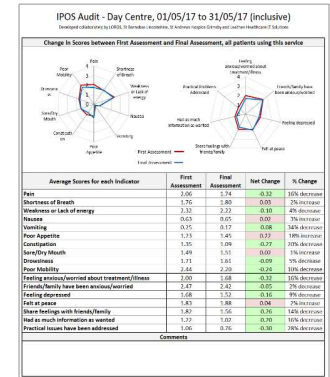 IPOS Audit - Day Centre, 01/05/17 to 31/05/17 (inclusive)
Developed collaboratively by LOROS, St Barnabas Lincolnshire, St Andrews Hospice Grimsby and Leethen Healthcare IT Solutions
Change in Scores between First Assessment and Final Assessment, all patients using this service
Pain
Shortness of Breath
Weakness or Lack of energy
Nausea
Vomiting
Poor Appetite
Constipation
Sore/Dry Mouth
Drowsiness
Poor Mobility
First Assessment
Final Assessment
Feeling anxious/worried about treatment/illness
Friends/family have been anxious/worried
Feeling depressed
Felt at peace
Share feelings with friends/family
Had as much information as wanted
Practical Problems Addressed
Average Scores for each Indicator First Assessment Final Assessment Net Change % Change
Pain 2.06 1.74 -0.32 16% decrease
Shortness of Breath 1.76 1.80 0.03 2% increase
Weakness or Lack of energy 2.32 2.22 -0.10 4% decrease
Nausea 0.63 0.65 0.02 3% increase
Vomiting 0.25 0.17 -0.08 34% decrease
Poor Appetite 1.23 1.45 0.22 18% increase
Constipation 1.35 1.09 -0.27 20% decrease
Sore/Dry Mouth 1.49 1.51 0.02 1% increase
Drowsiness 1.71 1.61 -0.09 5% decrease
Poor Mobility 2.44 2.20 -0.24 10% decrease
Feeling anxious/worried about treatment/illness 2.00 1.68 -0.32 16% decrease
Friends/family have been anxious/worried 2.47 2.42 -0.05 2% decrease
Feeling depressed 1.68 1.52 -0.16 9% decrease
Felt at peace 1.83 1.88 0.04 2% increase
Share feelings with friends/family 1.82 1.56 -0.26 14% decrease
Had as much information as wanted 1.22 1.02 -0.20 16% decrease
Practical Issues have been addressed 1.06 0.76 -0.30 28% decrease
Comments